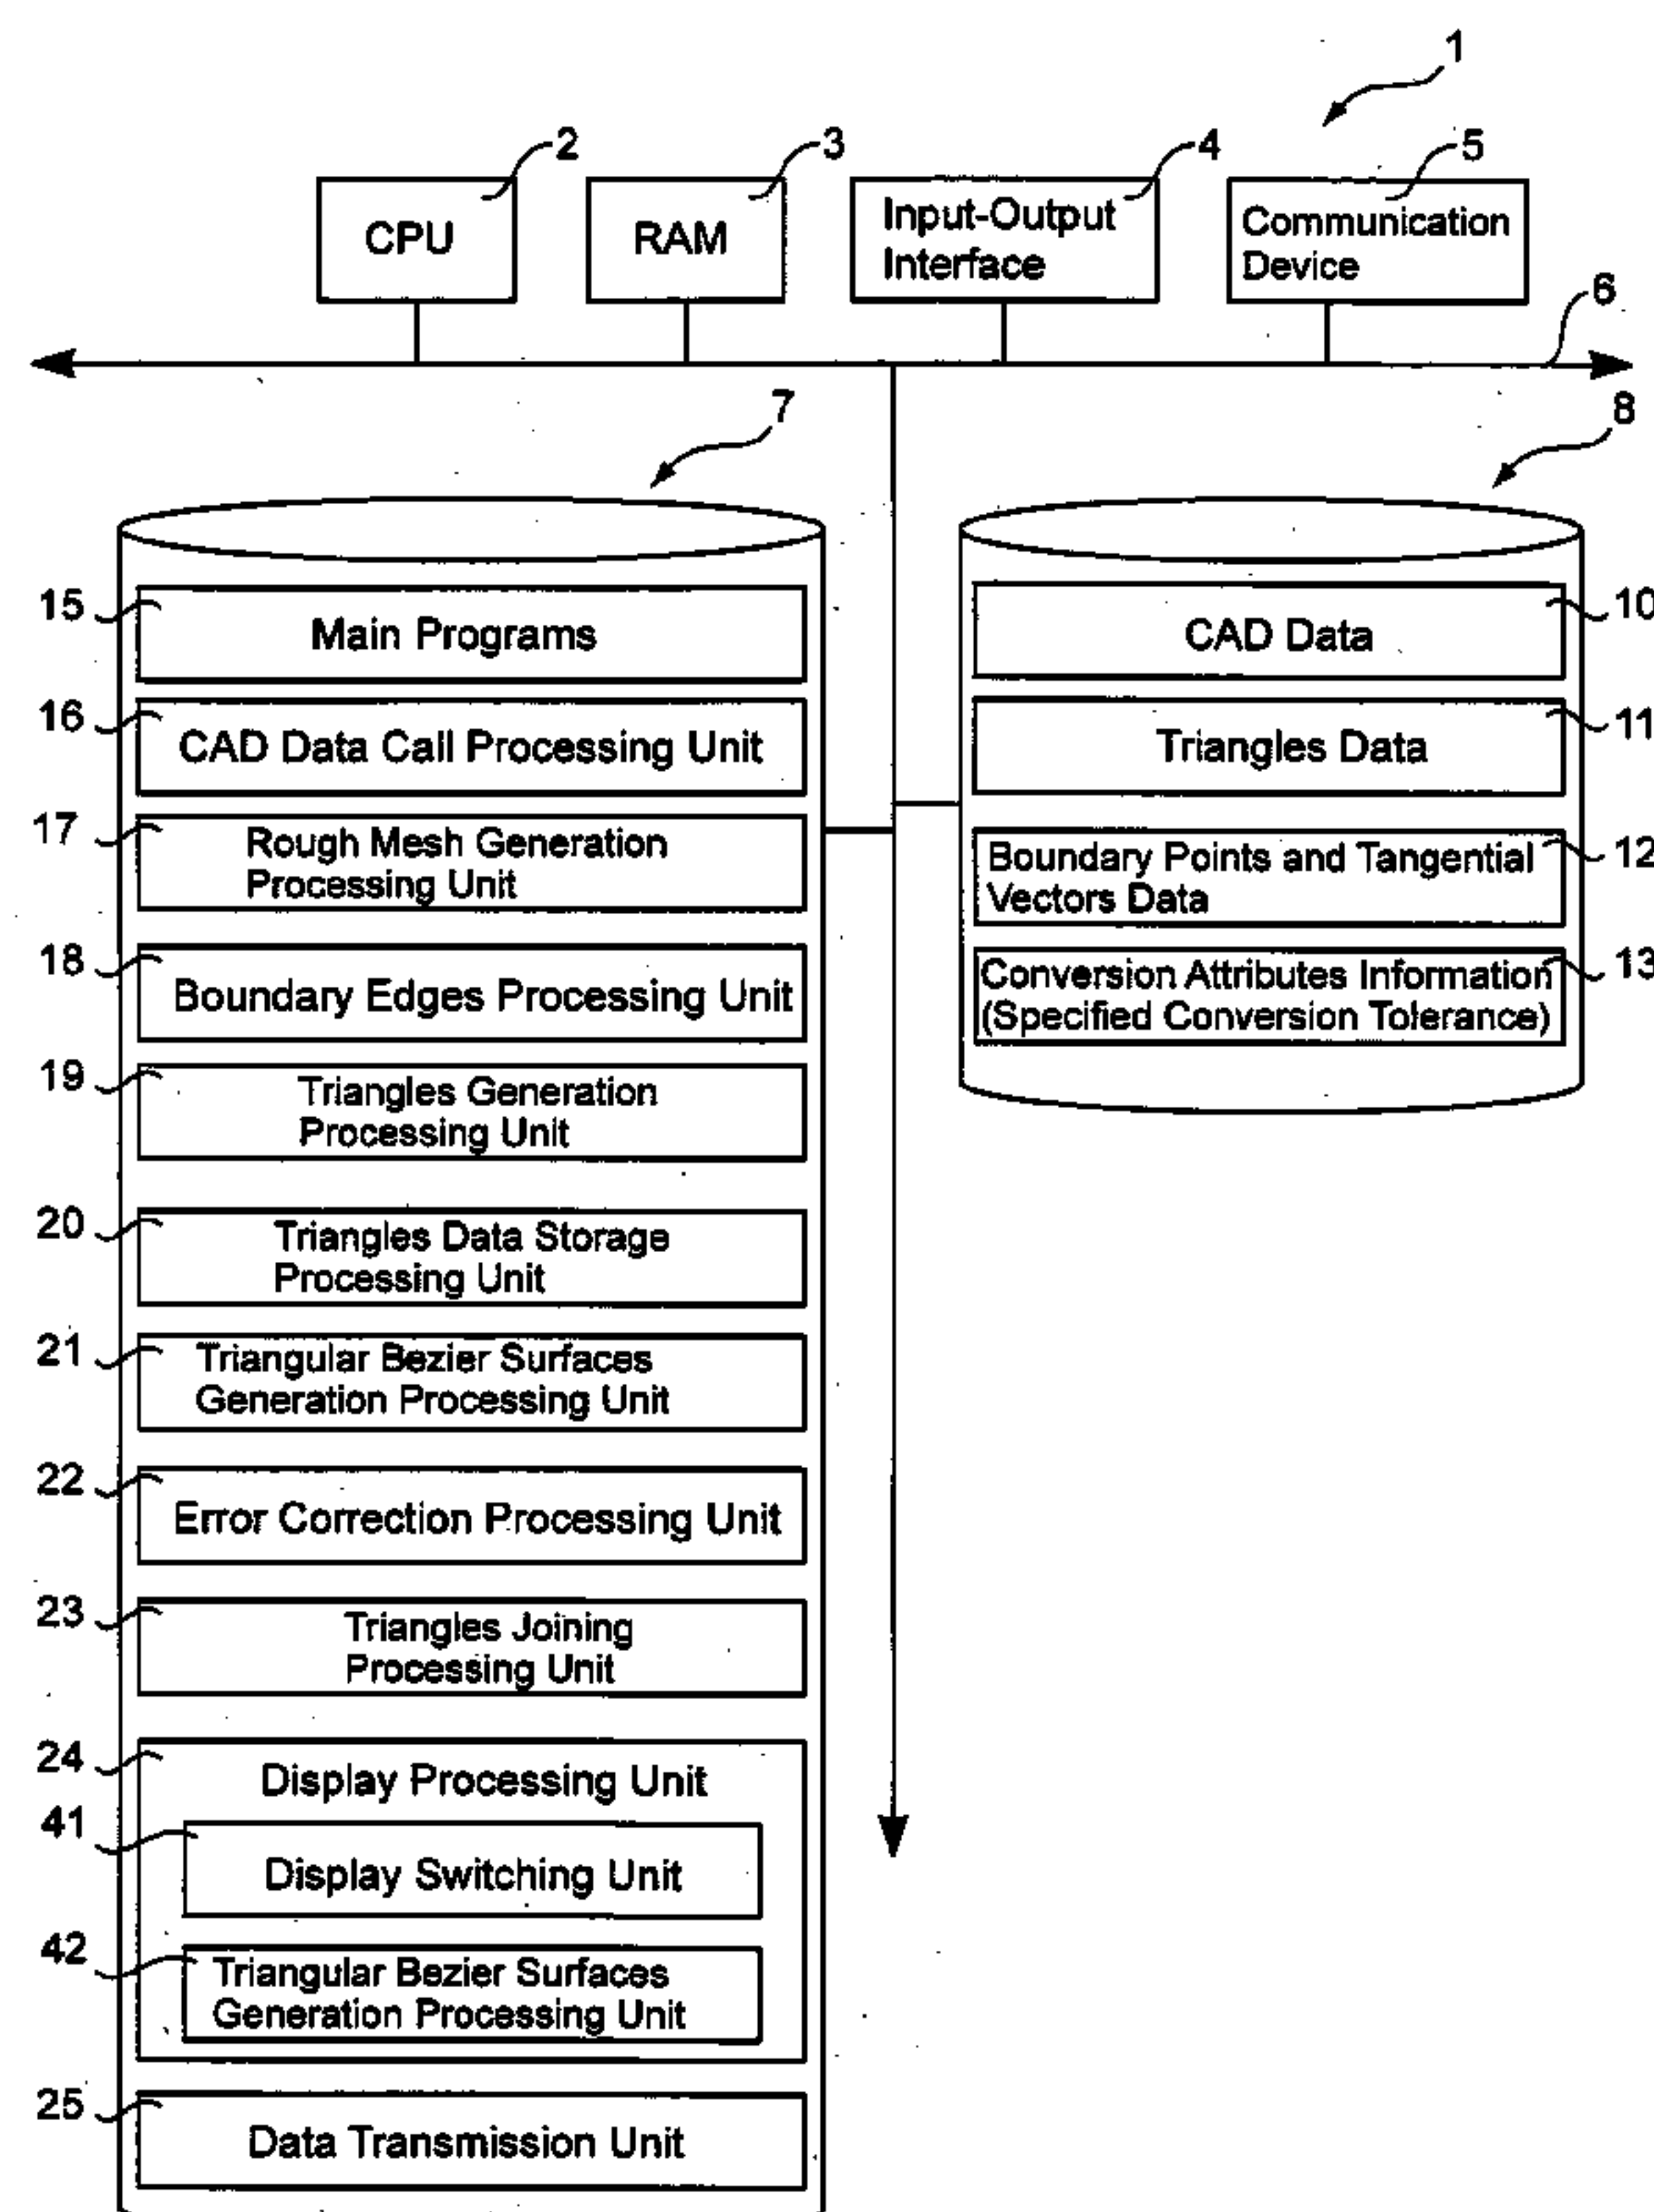 1
2
3
4
5
CPU
RAM
Input-Output
Interface
Communication
Device
6
7
8
15
Main Programs
16
CAD Data Call Processing Unit
17
Rough Mesh Generation
Processing Unit
18
Boundary Edges Processing Unit
19
Triangles Generation
Processing Unit
20
Triangles Data Storage
Processing Unit
21
Triangular Bezier Surfaces
Generation Processing Unit
22
Error Correction Processing Unit
23
Triangles Joining
Processing Unit
24
Display Processing Unit
41
Display Switching Unit
42
Triangular Bezier Surfaces
Generation Processing Unit
25
Data Transmission Unit
10
CAD Data
11
Triangles Data
12
Boundary Points and Tangential
Vectors Data
13
Conversion Attributes Information
(Specified Conversion Tolerance)